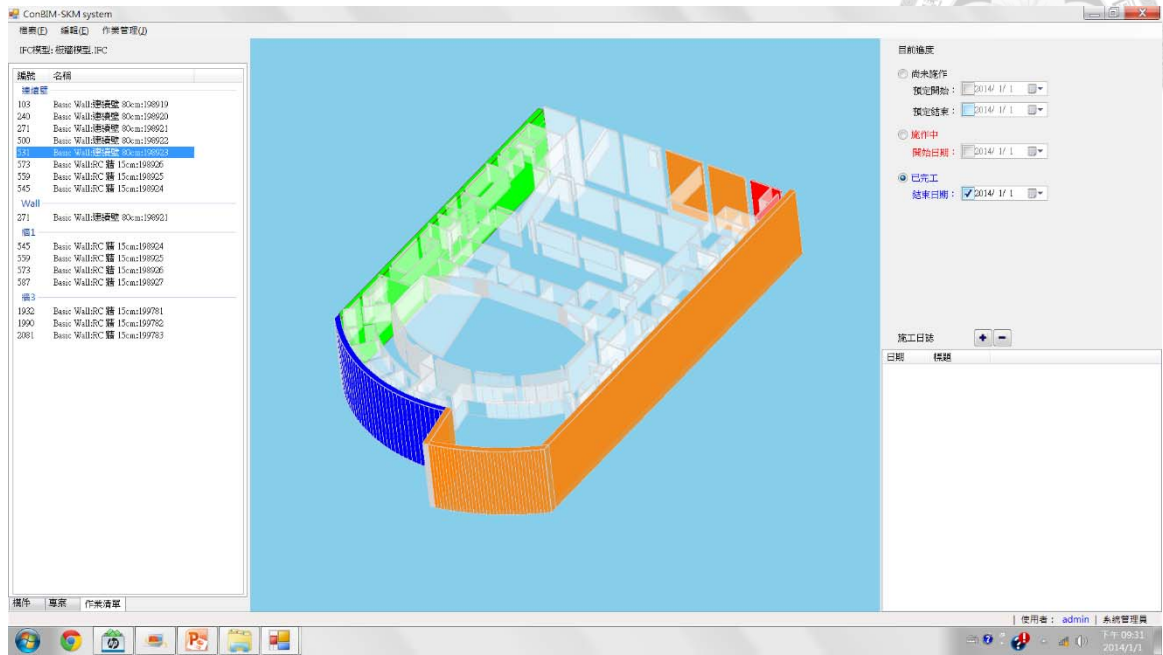 ConBIM-SKM system
檔案(F) 編輯(E) 作業管理(J)
IFC模型: 板牆模型.IFC
編號 名稱
連續壁
103 Basic Wall:連續壁 80cm:198919
240 Basic Wall:連續壁 80cm:198920
271 Basic Wall:連續壁 80cm:198921
500 Basic Wall:連續壁 80cm:198922
531 Basic Wall:連續壁 80cm:198923
573 Basic Wall:RC 牆 15cm:198926
559 Basic Wall:RC 牆 15cm:198925
545 Basic Wall:RC 牆 15cm:198924
Wall
271 Basic Wall:連續壁 80cm:198921
牆1
545 Basic Wall:RC 牆 15cm:198924
559 Basic Wall:RC 牆 15cm:198925
573 Basic Wall:RC 牆 15cm:198926
587 Basic Wall:RC 牆 15cm:198927
牆3
1932 Basic Wall:RC 牆 15cm:199781
1990 Basic Wall:RC 牆 15cm:199782
2081 Basic Wall:RC 牆 15cm:199783
構件 專案 作業清單
目前進度
尚未施作
預定開始： 2014/ 1/ 1
預定結束： 2014/ 1/ 1
施作中
開始日期： 2014/ 1/ 1
已完工
結束日期： 2014/ 1/ 1
施工日誌
日期 標題
使用者： admin | 系統管理員
下午 09:31
2014/1/1